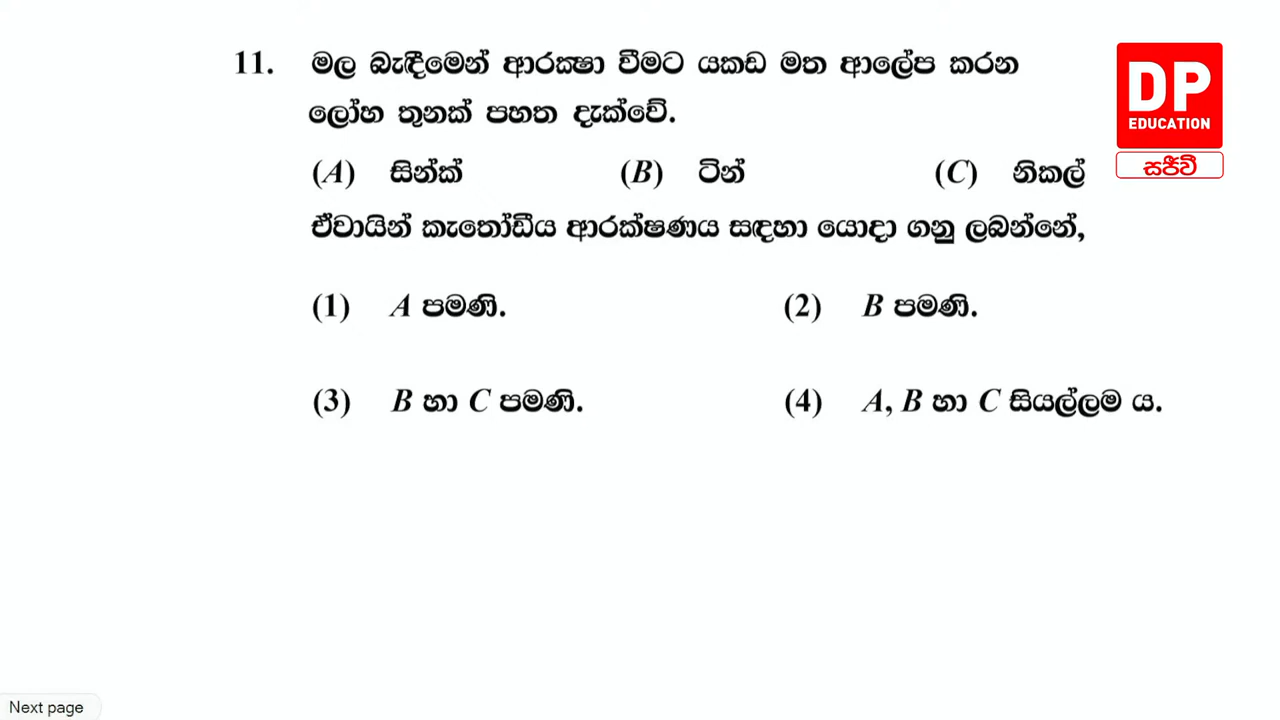 11. මල බැඳීමෙන් ආරක්‍ෂා වීමට යකඩ මත ආලේප කරන
ලෝහ තුනක් පහත දැක්වේ.
(A) සින්ක් (B) ටින් (C) නිකල්
ඒවායින් කැතෝඩීය ආරක්ෂණය සඳහා යොදා ගනු ලබන්නේ,
(1) A පමණි. (2) B පමණි.
(3) B හා C පමණි. (4) A, B හා C සියල්ලම ය.
DP
EDUCATION
සජීවී
Next page